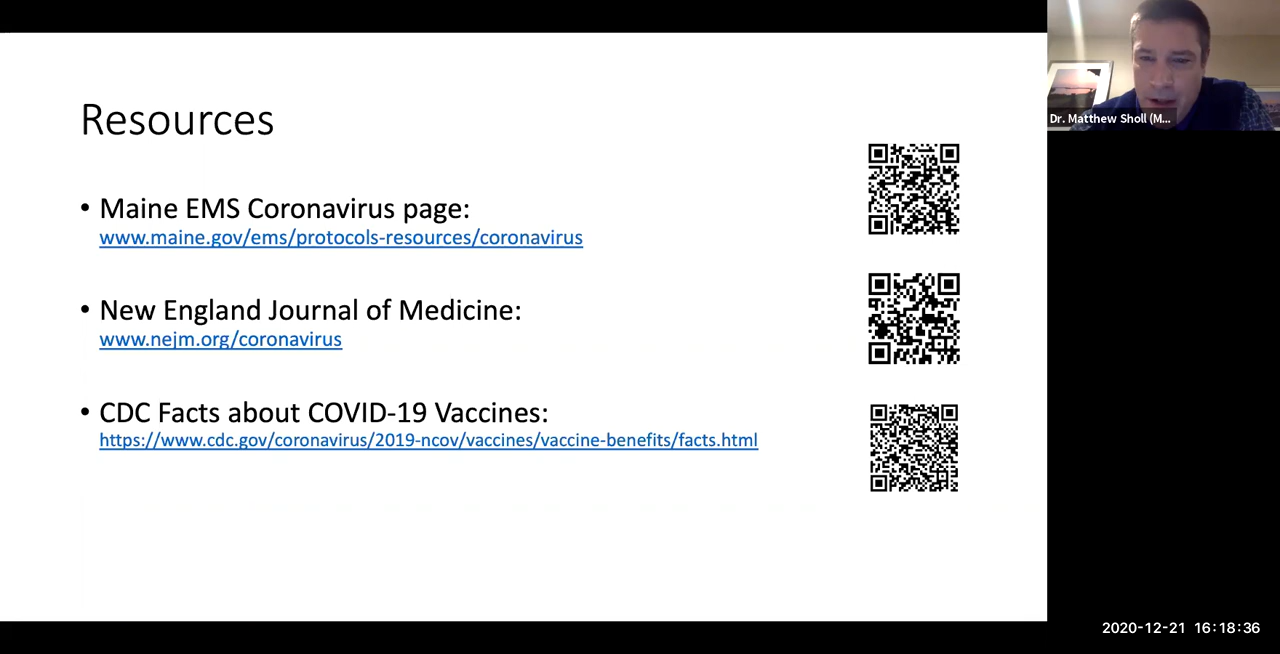 Resources
• Maine EMS Coronavirus page:
www.maine.gov/ems/protocols-resources/coronavirus
• New England Journal of Medicine:
www.nejm.org/coronavirus
• CDC Facts about COVID-19 Vaccines:
https://www.cdc.gov/coronavirus/2019-ncov/vaccines/vaccine-benefits/facts.html
Dr. Matthew Sholl (M...
2020-12-21 16:18:36